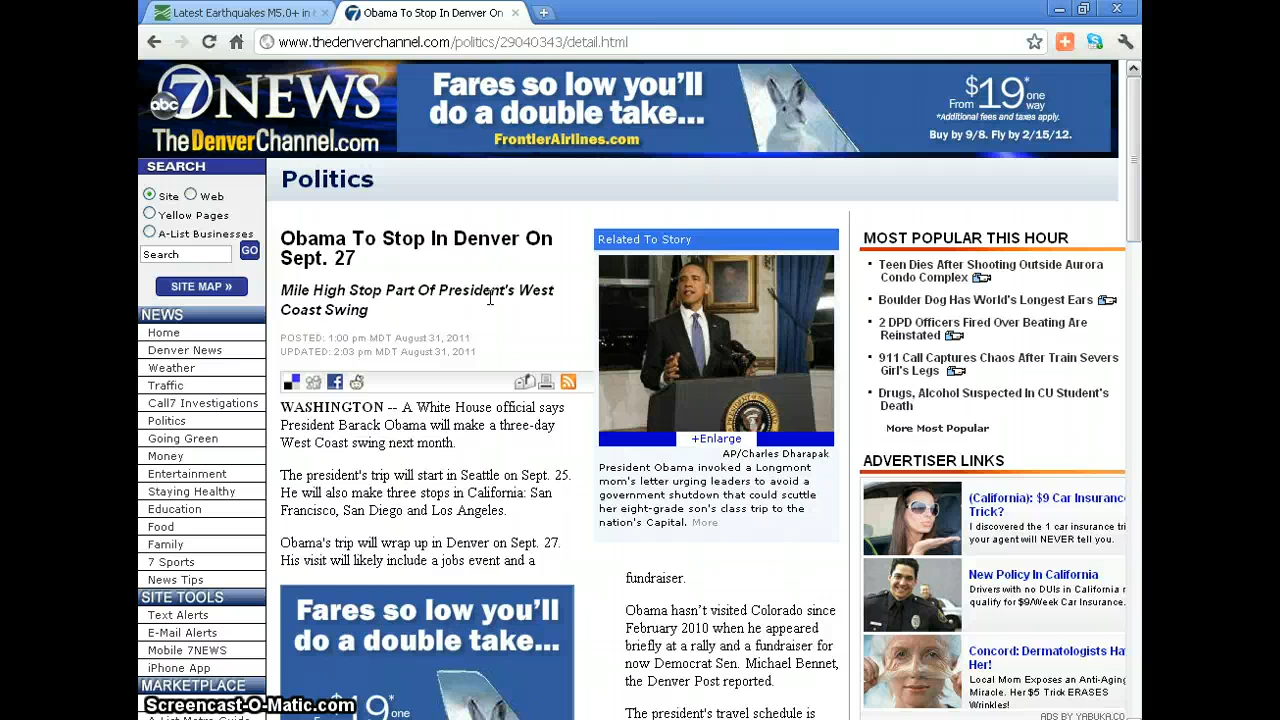 Latest Earthquakes M5.0+ in
Obama To Stop In Denver On
www.thedenverchannel.com/politics/29040343/detail.html
abc 7NEWS
TheDenverChannel.com
Fares so low you'll
do a double take...
FrontierAirlines.com
From $19* one way
*Additional fees and taxes apply.
Buy by 9/8. Fly by 2/15/12.
SEARCH
Site Web
Yellow Pages
A-List Businesses
Search GO
SITE MAP »
NEWS
Home
Denver News
Weather
Traffic
Call7 Investigations
Politics
Going Green
Money
Entertainment
Staying Healthy
Education
Food
Family
7 Sports
News Tips
SITE TOOLS
Text Alerts
E-Mail Alerts
Mobile 7NEWS
iPhone App
MARKETPLACE
Politics
Obama To Stop In Denver On
Sept. 27
Mile High Stop Part Of President's West
Coast Swing
POSTED: 1:00 pm MDT August 31, 2011
UPDATED: 2:03 pm MDT August 31, 2011
WASHINGTON -- A White House official says
President Barack Obama will make a three-day
West Coast swing next month.
The president's trip will start in Seattle on Sept. 25.
He will also make three stops in California: San
Francisco, San Diego and Los Angeles.
Obama's trip will wrap up in Denver on Sept. 27.
His visit will likely include a jobs event and a
Fares so low you'll
do a double take...
$19* one
Related To Story
+Enlarge
AP/Charles Dharapak
President Obama invoked a Longmont
mom's letter urging leaders to avoid a
government shutdown that could scuttle
her eight-grade son's class trip to the
nation's Capital. More
fundraiser.
Obama hasn't visited Colorado since
February 2010 when he appeared
briefly at a rally and a fundraiser for
now Democrat Sen. Michael Bennet,
the Denver Post reported.
The president's travel schedule is
MOST POPULAR THIS HOUR
Teen Dies After Shooting Outside Aurora
Condo Complex
Boulder Dog Has World's Longest Ears
2 DPD Officers Fired Over Beating Are
Reinstated
911 Call Captures Chaos After Train Severs
Girl's Legs
Drugs, Alcohol Suspected In CU Student's
Death
More Most Popular
ADVERTISER LINKS
(California): $9 Car Insurance
Trick?
I discovered the 1 car insurance tri
your agent will NEVER tell you.
New Policy In California
Drivers with no DUIs in California
qualify for $9/Week Car Insurance.
Concord: Dermatologists Ha
Her!
Local Mom Exposes an Anti-Aging
Miracle. Her $5 Trick ERASES
Wrinkles!
ADS BY YABUKA.CO
Screencast-O-Matic.com